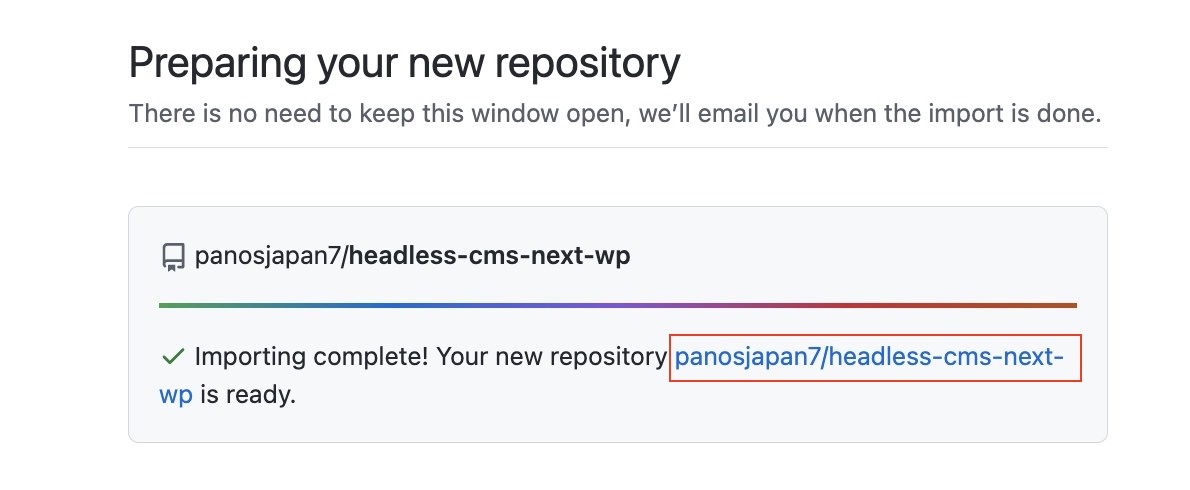 Preparing your new repository
There is no need to keep this window open, we’ll email you when the import is done.
panosjapan7/headless-cms-next-wp
Importing complete! Your new repository panosjapan7/headless-cms-next-
wp is ready.